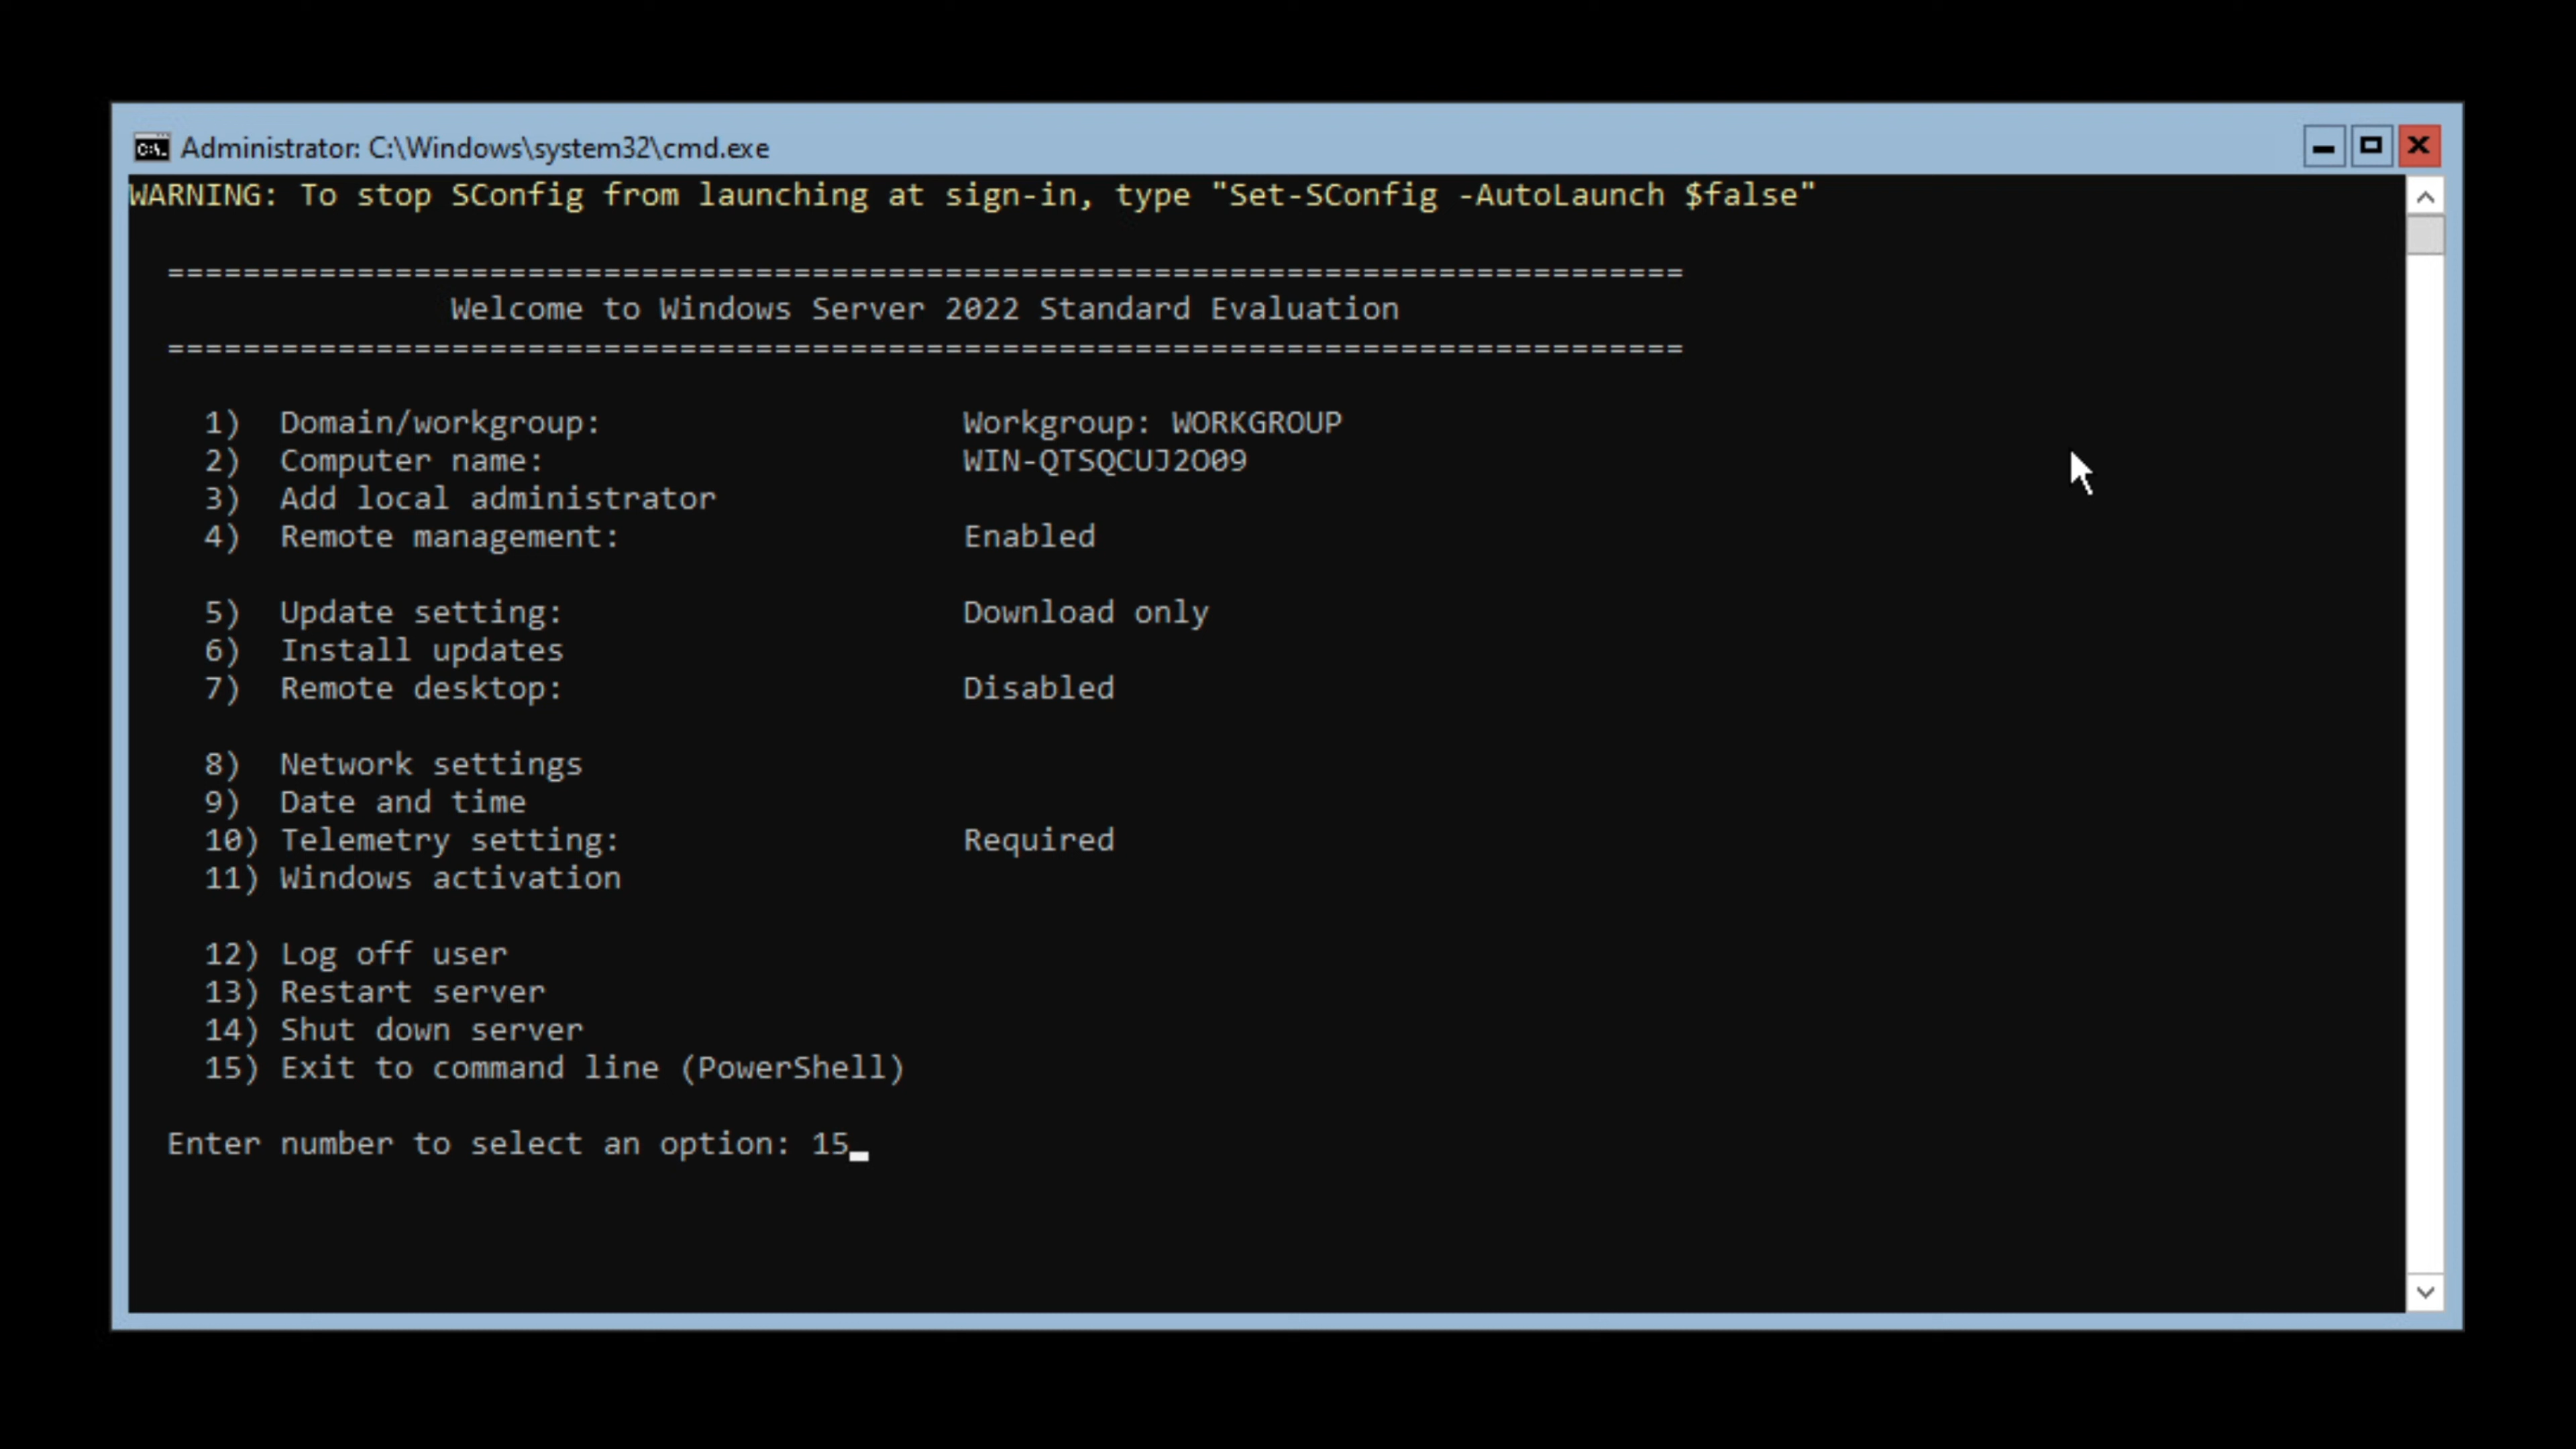 Administrator: C:\Windows\system32\cmd.exe
WARNING: To stop SConfig from launching at sign-in, type "Set-SConfig -AutoLaunch $false"
================================================================================
Welcome to Windows Server 2022 Standard Evaluation
================================================================================
1) Domain/workgroup: Workgroup: WORKGROUP
2) Computer name: WIN-QTSQCUJ2O09
3) Add local administrator
4) Remote management: Enabled
5) Update setting: Download only
6) Install updates
7) Remote desktop: Disabled
8) Network settings
9) Date and time
10) Telemetry setting: Required
11) Windows activation
12) Log off user
13) Restart server
14) Shut down server
15) Exit to command line (PowerShell)
Enter number to select an option: 15